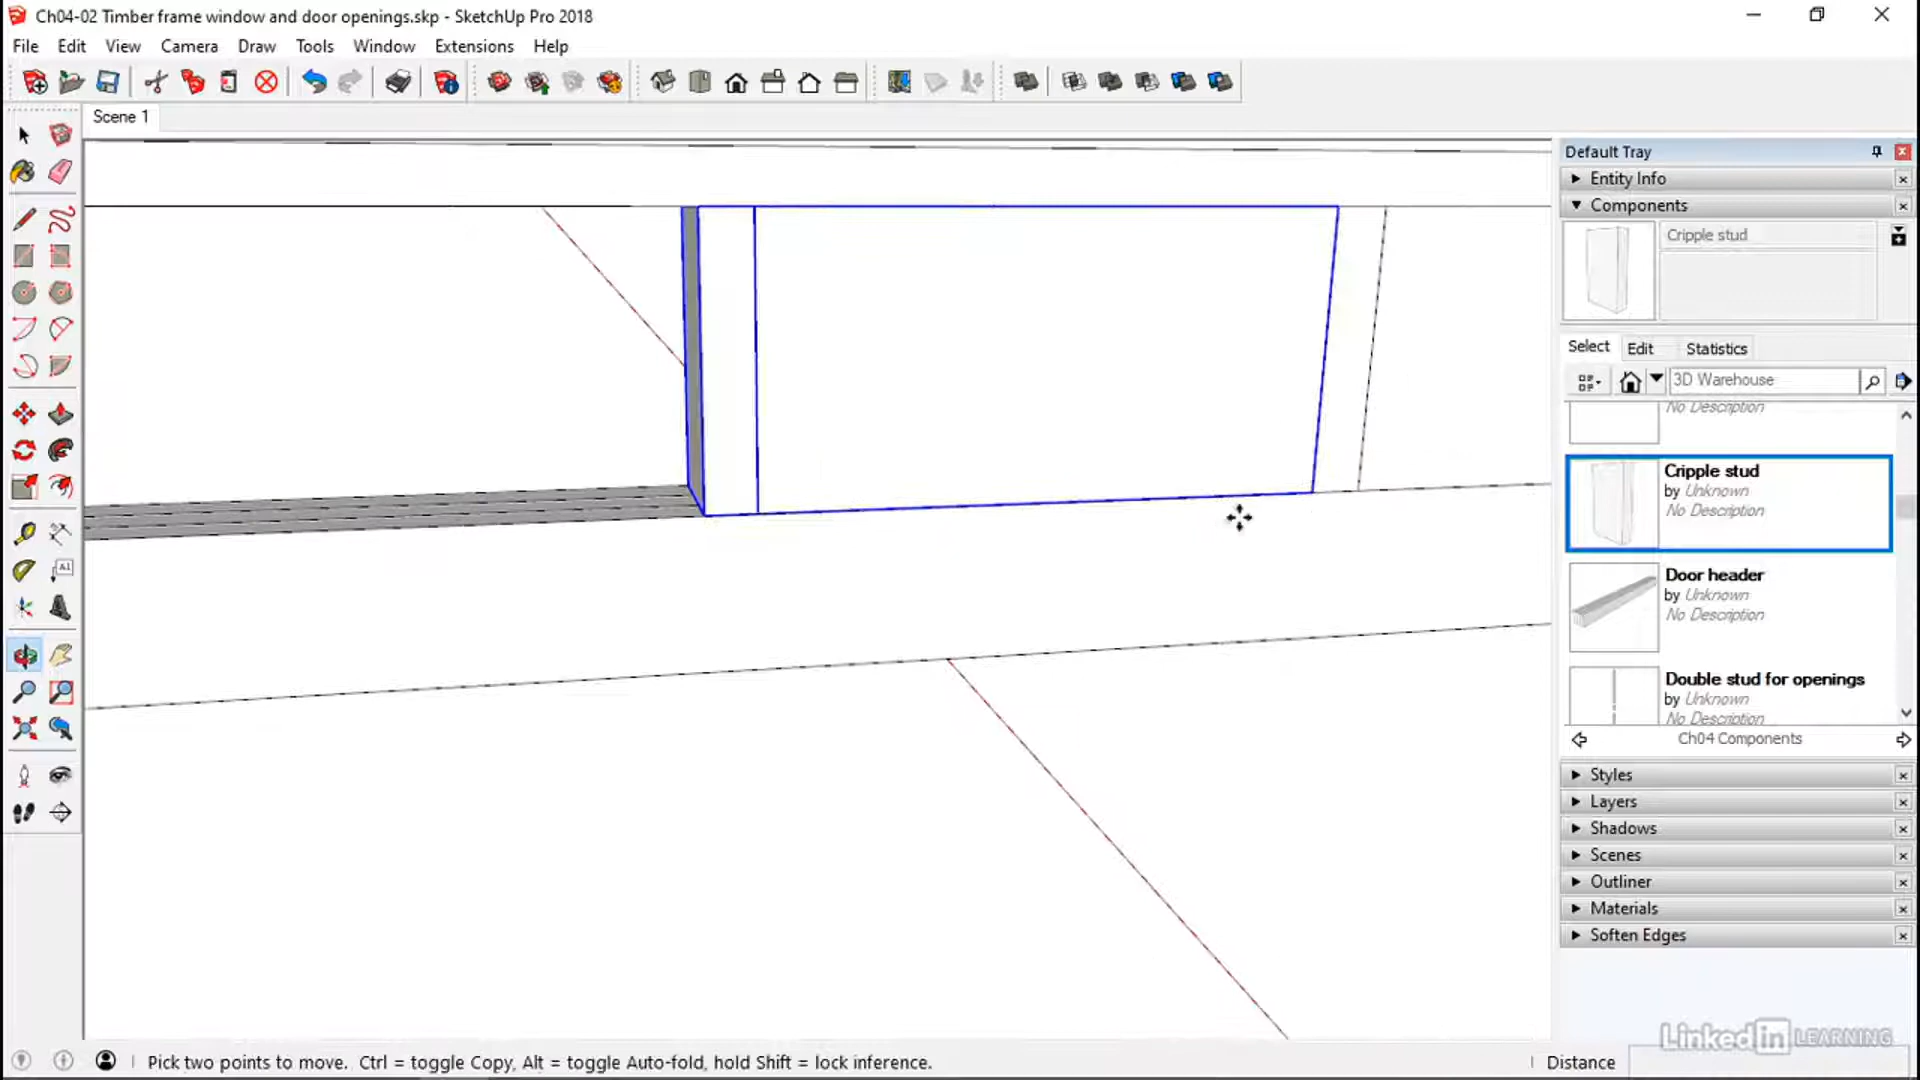 Ch04-02 Timber frame window and door openings.skp - SketchUp Pro 2018
File Edit View Camera Draw Tools Window Extensions Help
Scene 1
Default Tray
Entity Info
Components
Cripple stud
Select Edit Statistics
3D Warehouse
No Description
Cripple stud
by Unknown
No Description
Door header
by Unknown
No Description
Double stud for openings
by Unknown
No Description
Ch04 Components
Styles
Layers
Shadows
Scenes
Outliner
Materials
Soften Edges
A1
LinkedIn LEARNING
Pick two points to move. Ctrl = toggle Copy, Alt = toggle Auto-fold, hold Shift = lock inference.
Distance